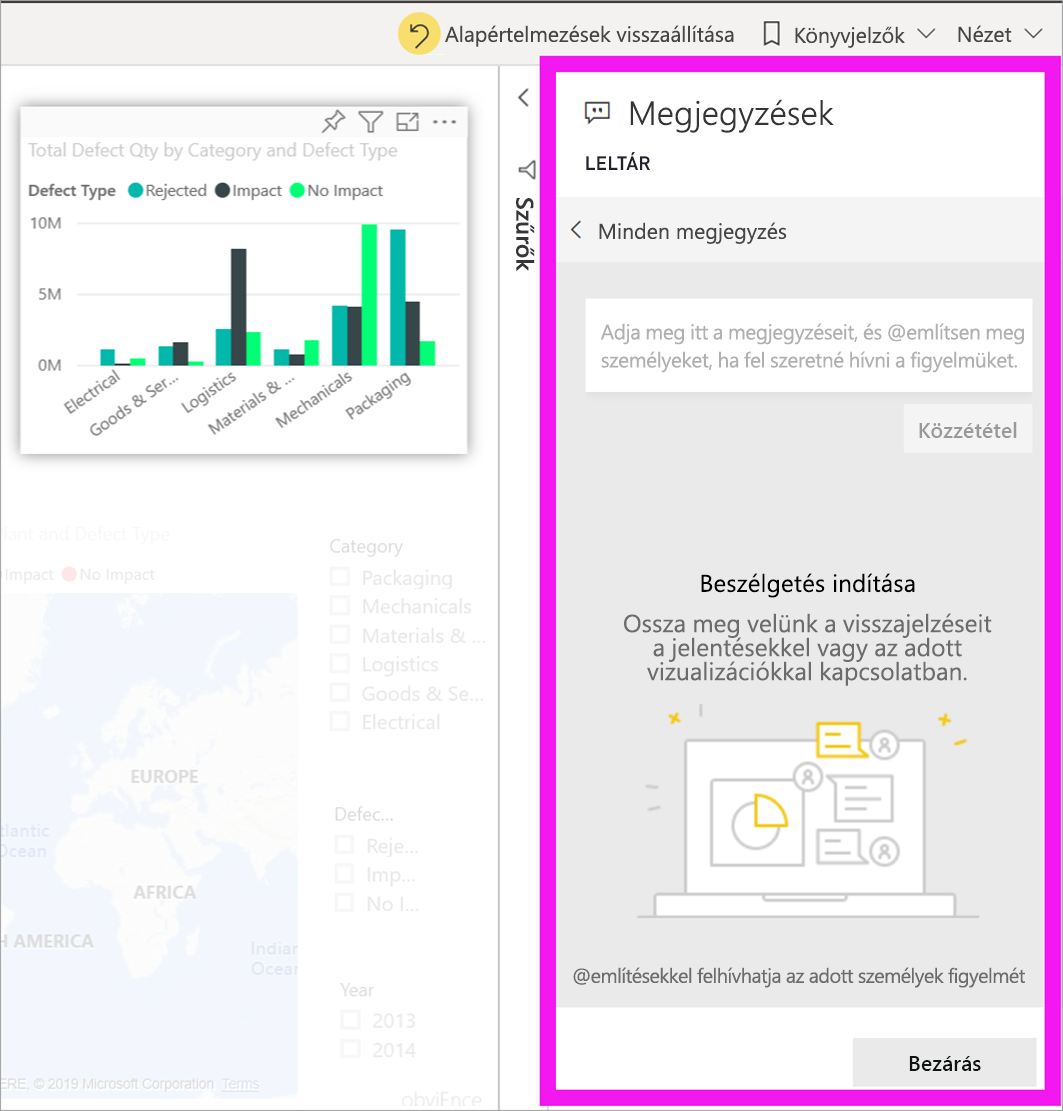 Alapértelmezések visszaállítása
Könyvjelzők
Nézet
Total Defect Qty by Category and Defect Type
Defect Type Rejected Impact No Impact
10M
5M
0M
Electrical
Goods & Ser...
Logistics
Materials & ...
Mechanicals
Packaging
Plant and Defect Type
Impact No Impact
EUROPE
AFRICA
tlantic
Ocean
H AMERICA
Indian
Ocean
ERE, © 2019 Microsoft Corporation Terms
Category
Packaging
Mechanicals
Materials & ...
Logistics
Goods & Se...
Electrical
Defec...
Reje...
Imp...
No I...
Year
2013
2014
obviEnce
Szűrők
Megjegyzések
LELTÁR
Minden megjegyzés
Adja meg itt a megjegyzéseit, és @említsen meg
személyeket, ha fel szeretné hívni a figyelmüket.
Közzététel
Beszélgetés indítása
Ossza meg velünk a visszajelzéseit
a jelentésekkel vagy az adott
vizualizációkkal kapcsolatban.
@említésekkel felhívhatja az adott személyek figyelmét
Bezárás